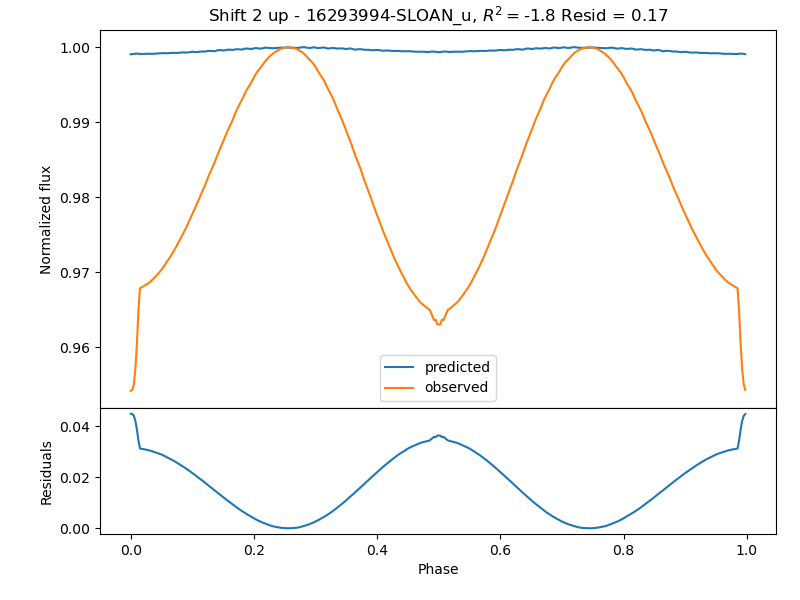 Shift 2 up - 16293994-SLOAN_u, R² = -1.8 Resid = 0.17
1.00
0.99
0.98
0.97
0.96
Normalized flux
predicted
observed
0.04
0.02
0.00
Residuals
0.0 0.2 0.4 0.6 0.8 1.0
Phase